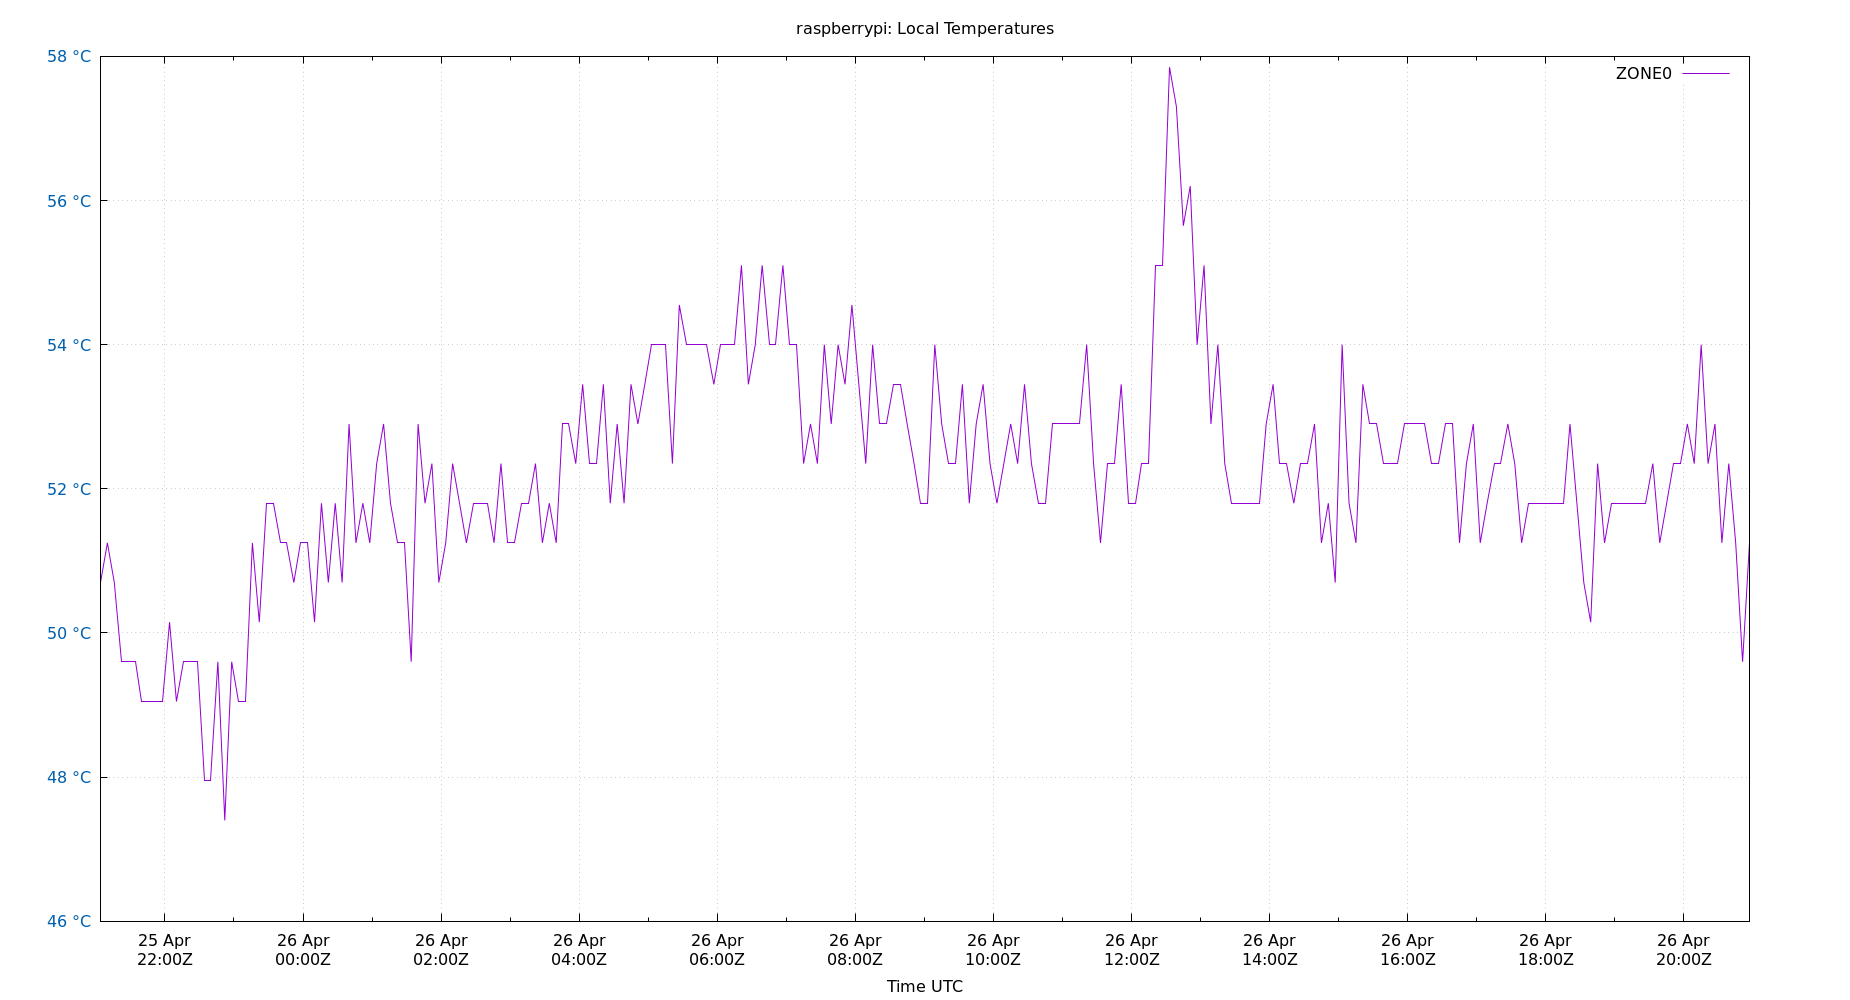 raspberrypi: Local Temperatures
58 °C
ZONE0
56 °C
54 °C
52 °C
50 °C
48 °C
46 °C
25 Apr 26 Apr 26 Apr 26 Apr 26 Apr 26 Apr 26 Apr 26 Apr 26 Apr 26 Apr 26 Apr 26 Apr
22:00Z 00:00Z 02:00Z 04:00Z 06:00Z 08:00Z 10:00Z 12:00Z 14:00Z 16:00Z 18:00Z 20:00Z
Time UTC